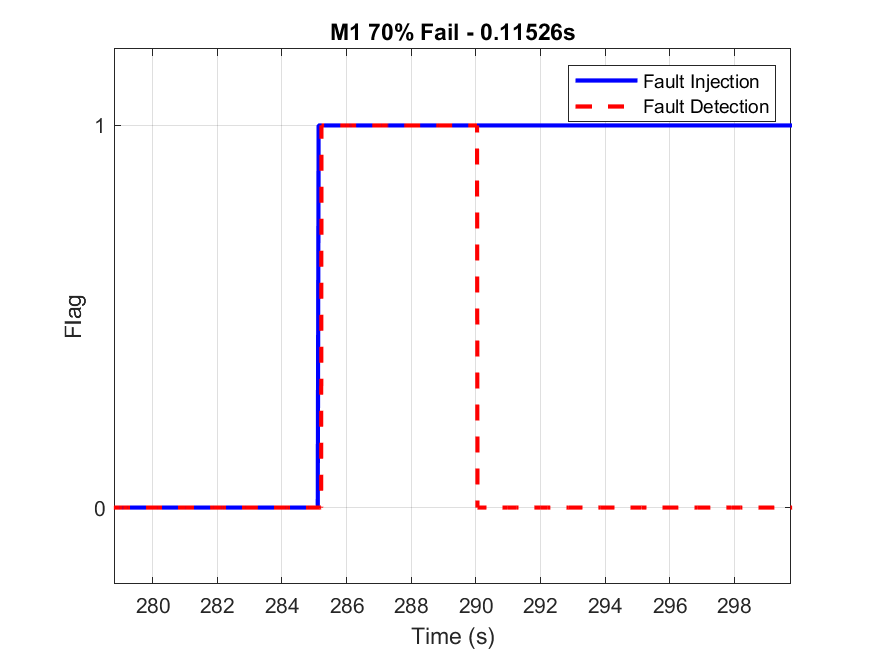 M1 70% Fail - 0.11526s
Fault Injection
Fault Detection
1
Flag
0
280 282 284 286 288 290 292 294 296 298
Time (s)